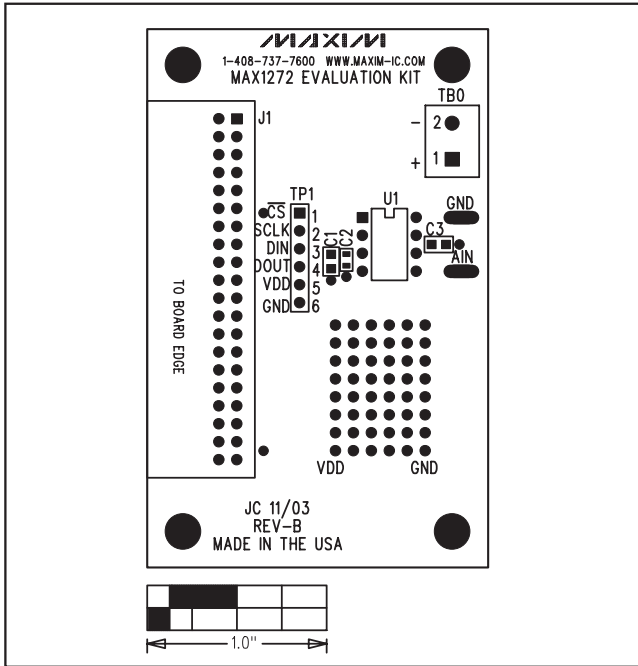 MAXIM
1-408-737-7600 WWW.MAXIM-IC.COM
MAX1272 EVALUATION KIT
TB0
- 2
+ 1
J1
TP1
CS 1
SCLK 2
DIN 3
DOUT 4
VDD 5
GND 6
C1
C2
U1
C3
GND
AIN
TO BOARD EDGE
VDD GND
JC 11/03
REV-B
MADE IN THE USA
1.0"